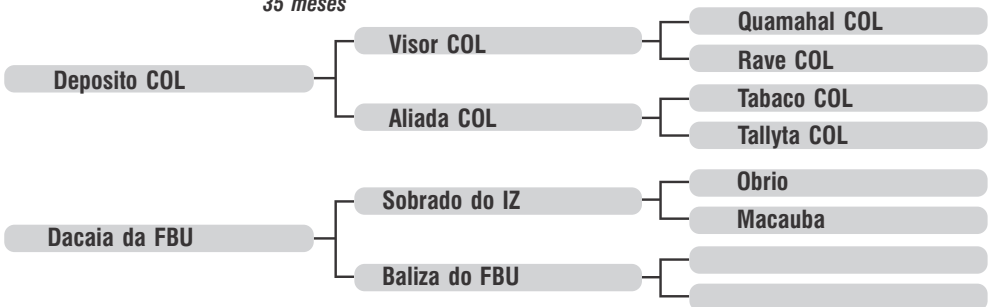 35 meses
Quamahal COL
Visor COL
Rave COL
Deposito COL
Tabaco COL
Aliada COL
Tallyta COL
Obrio
Sobrado do IZ
Macauba
Dacaia da FBU
Baliza do FBU